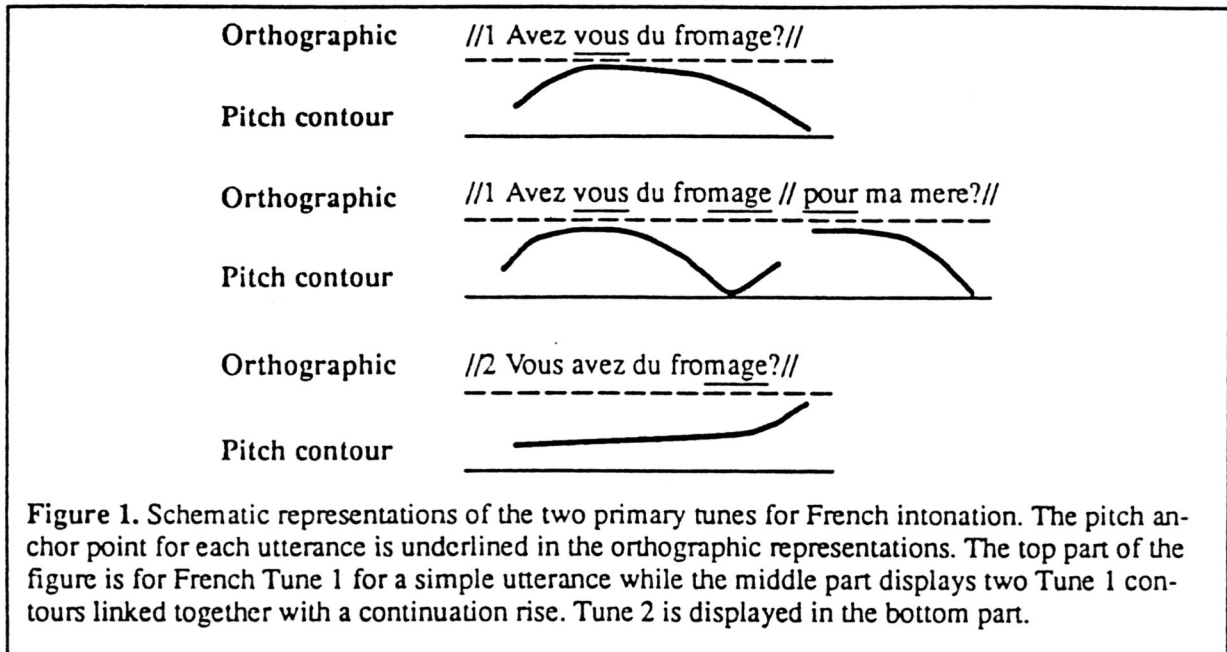 Orthographic //1 Avez vous du fromage?//
Pitch contour
Orthographic //1 Avez vous du fromage // pour ma mere?//
Pitch contour
Orthographic //2 Vous avez du fromage?//
Pitch contour
Figure 1. Schematic representations of the two primary tunes for French intonation. The pitch an-
chor point for each utterance is underlined in the orthographic representations. The top part of the
figure is for French Tune 1 for a simple utterance while the middle part displays two Tune 1 con-
tours linked together with a continuation rise. Tune 2 is displayed in the bottom part.